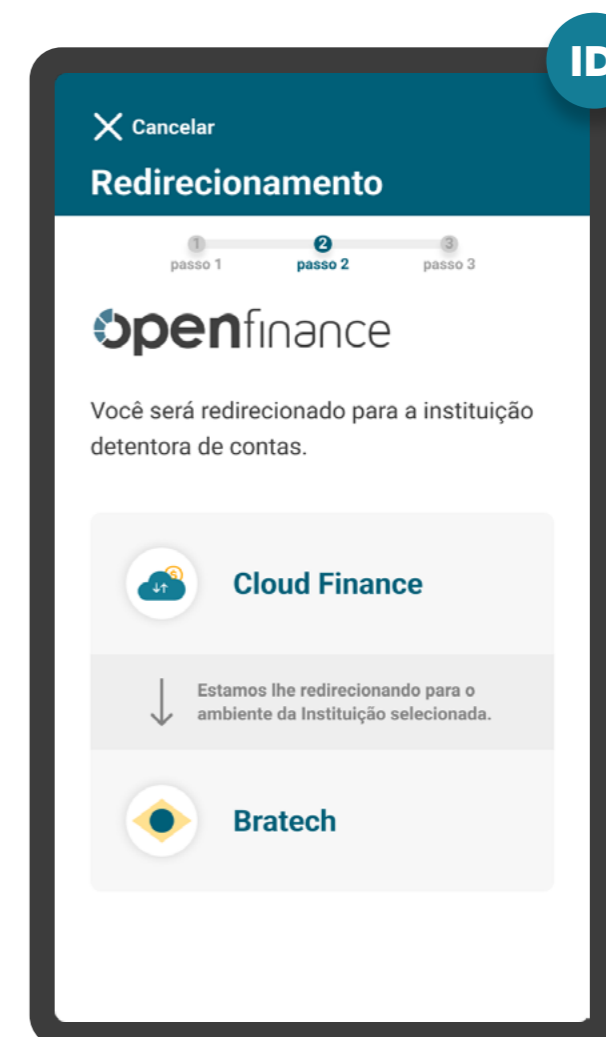 ID
Cancelar
Redirecionamento
1 2 3
passo 1 passo 2 passo 3
openfinance
Você será redirecionado para a instituição
detentora de contas.
$
Cloud Finance
Estamos lhe redirecionando para o
ambiente da Instituição selecionada.
Bratech